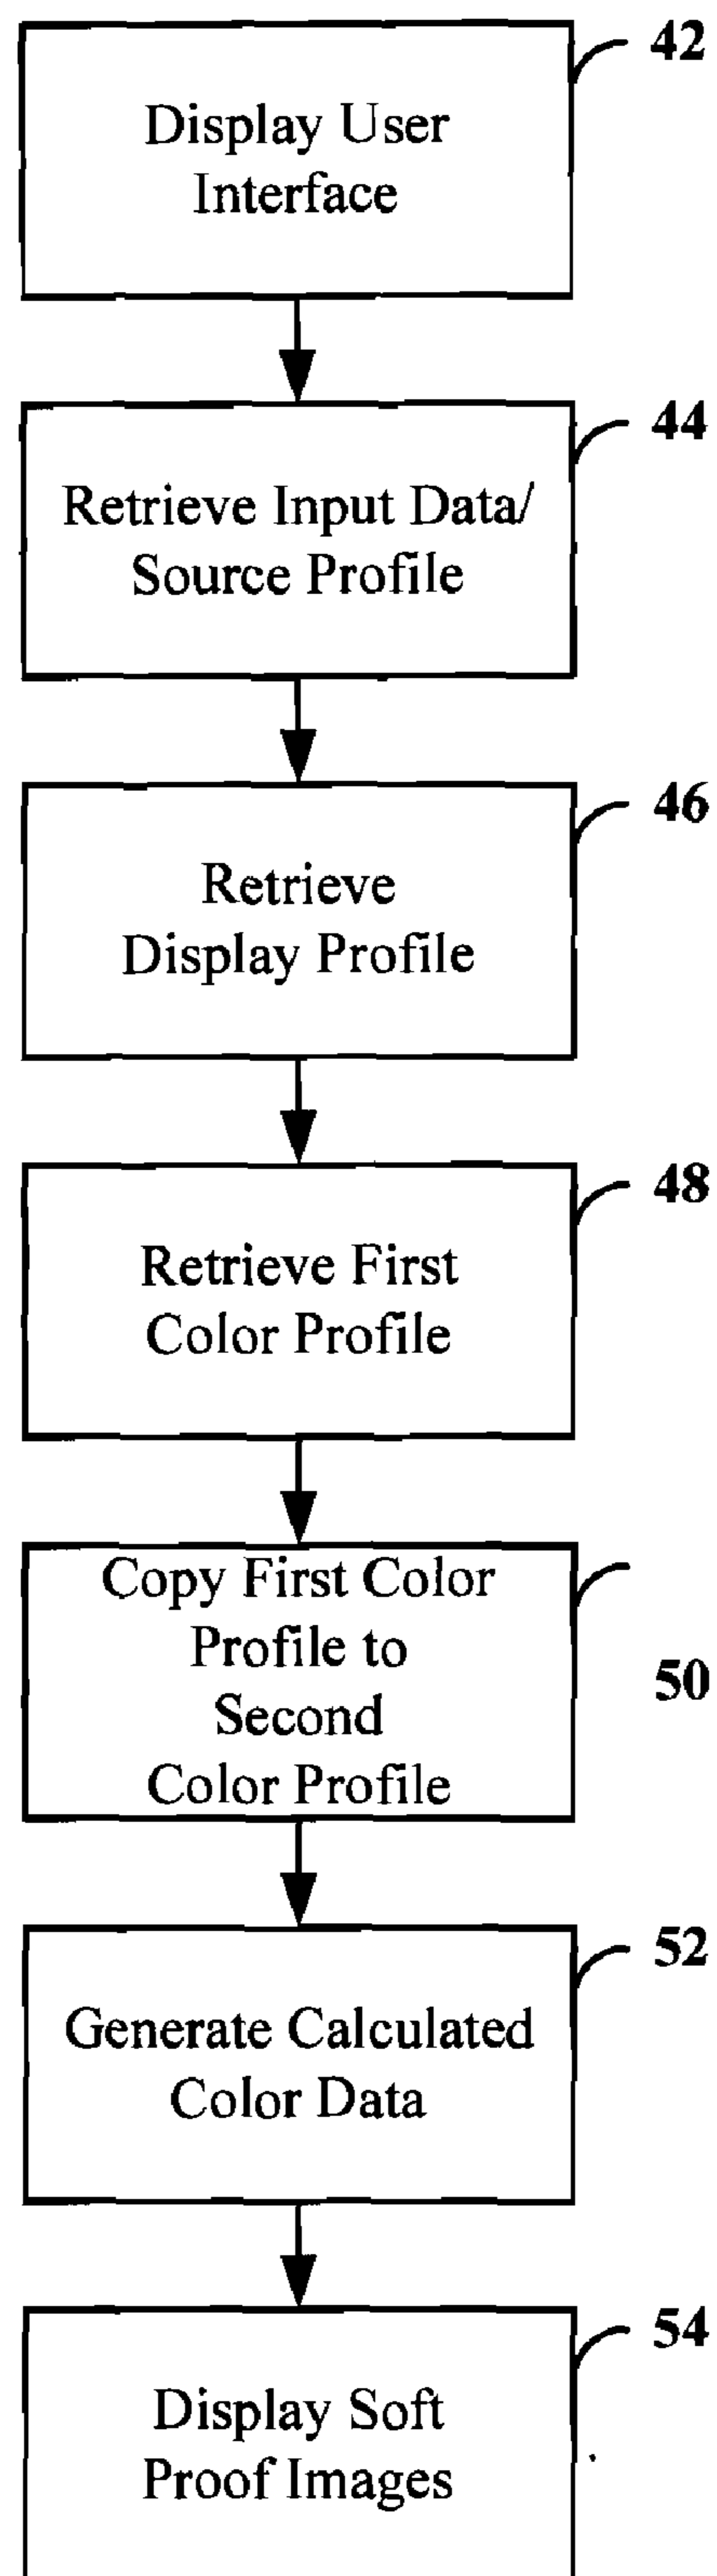 42
Display User
Interface
44
Retrieve Input Data/
Source Profile
46
Retrieve
Display Profile
48
Retrieve First
Color Profile
Copy First Color
Profile to
50
Second
Color Profile
52
Generate Calculated
Color Data
54
Display Soft
Proof Images